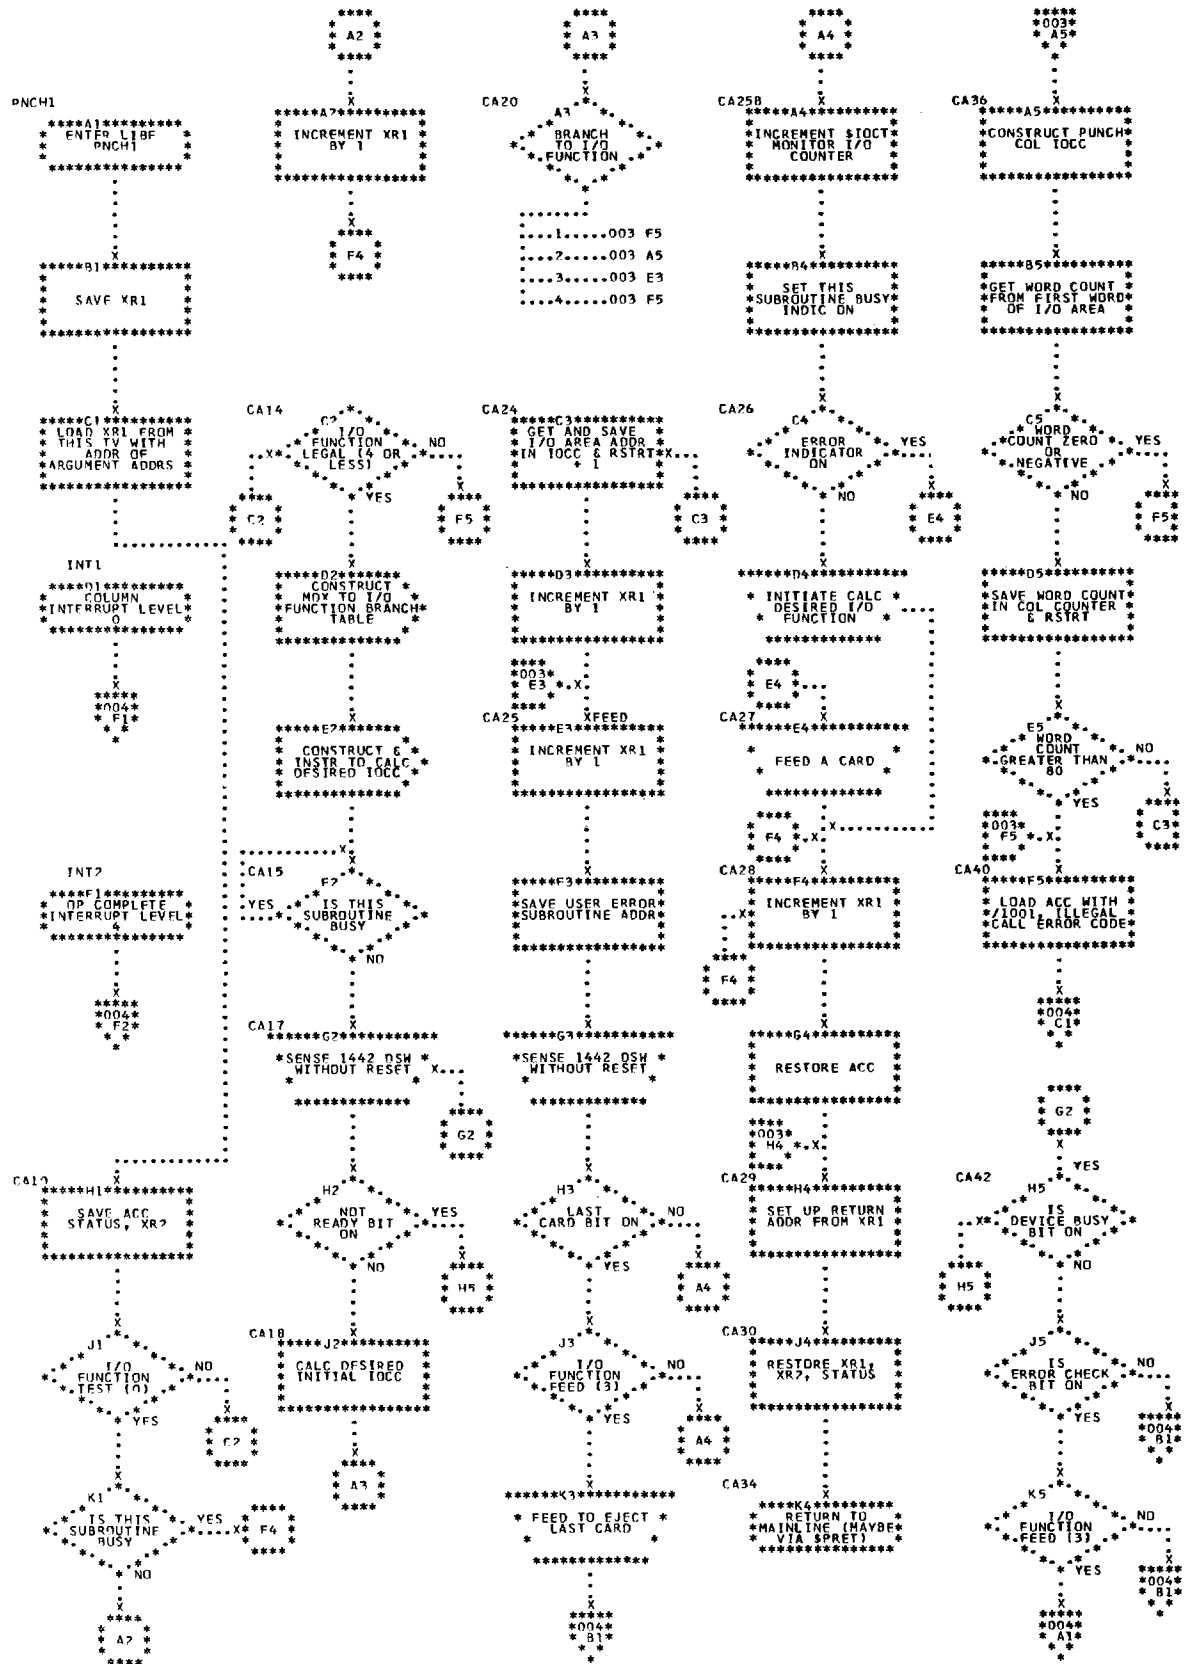 PNCH1
A1
ENTER LIBF
PNCH1
B1
SAVE XR1
C1
LOAD XR1 FROM
THIS TV WITH
ADDR OF
ARGUMENT ADDRS
INT1
D1
COLUMN
INTERRUPT LEVEL
0
004
F1
INT2
F1
OP COMPLETE
INTERRUPT LEVEL
4
004
F2
H1
SAVE ACC
STATUS, XR2
J1
I/O
FUNCTION
TEST (0)
NO
C2
YES
K1
IS THIS
SUBROUTINE
BUSY
YES
F4
NO
A2
A2
A2
INCREMENT XR1
BY 1
F4
CA14
C2
I/O
FUNCTION
LEGAL (4 OR
LESS)
NO
F5
YES
C2
D2
CONSTRUCT
MDX TO I/O
FUNCTION BRANCH
TABLE
E2
CONSTRUCT &
INSTR TO CALC
DESIRED IOCC
CA15
F2
IS THIS
SUBROUTINE
BUSY
YES
NO
CA17
G2
SENSE 1442 DSW
WITHOUT RESET
G2
H2
NOT
READY BIT
ON
YES
H5
NO
CA18
J2
CALC DESIRED
INITIAL IOCC
A3
A3
CA20
A3
BRANCH
TO I/O
FUNCTION
1.....003 F5
2.....003 A5
3.....003 E3
4.....003 F5
CA24
C3
GET AND SAVE
I/O AREA ADDR
IN IOCC & RSTRT
+ 1
C3
D3
INCREMENT XR1
BY 1
003
E3
CA25
FEED
E3
INCREMENT XR1
BY 1
F3
SAVE USER ERROR
SUBROUTINE ADDR
G3
SENSE 1442 DSW
WITHOUT RESET
H3
LAST
CARD BIT ON
NO
A4
YES
J3
I/O
FUNCTION
FEED (3)
NO
A4
YES
K3
FEED TO EJECT
LAST CARD
004
B1
A4
CA25B
A4
INCREMENT $IOCT
MONITOR I/O
COUNTER
B4
SET THIS
SUBROUTINE BUSY
INDIC ON
CA26
C4
ERROR
INDICATOR
ON
YES
E4
NO
D4
INITIATE CALC
DESIRED I/O
FUNCTION
E4
CA27
E4
FEED A CARD
F4
CA28
F4
INCREMENT XR1
BY 1
F4
G4
RESTORE ACC
003
H4
CA29
H4
SET UP RETURN
ADDR FROM XR1
CA30
J4
RESTORE XR1,
XR2, STATUS
CA34
K4
RETURN TO
MAINLINE (MAYBE
VIA $PRET)
003
A5
CA36
A5
CONSTRUCT PUNCH
COL IOCC
B5
GET WORD COUNT
FROM FIRST WORD
OF I/O AREA
C5
WORD
COUNT ZERO
OR
NEGATIVE
YES
F5
NO
D5
SAVE WORD COUNT
IN COL COUNTER
& RSTRT
E5
WORD
COUNT
GREATER THAN
80
NO
C3
YES
003
F5
CA40
F5
LOAD ACC WITH
/1001, ILLEGAL
CALL ERROR CODE
004
C1
G2
YES
CA42
H5
IS
DEVICE BUSY
BIT ON
H5
NO
J5
IS
ERROR CHECK
BIT ON
NO
004
B1
YES
K5
I/O
FUNCTION
FEED (3)
NO
004
B1
YES
004
A1